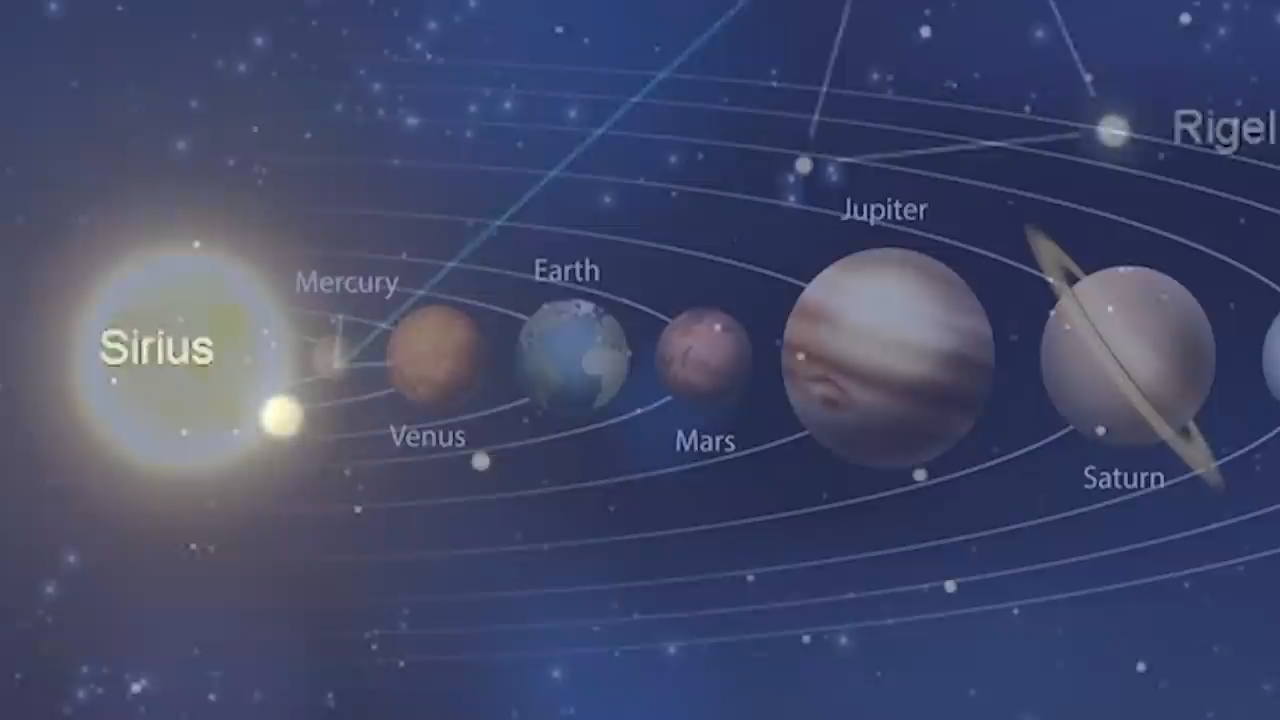 Rigel
Jupiter
Earth
Mercury
Sirius
Venus
Mars
Saturn